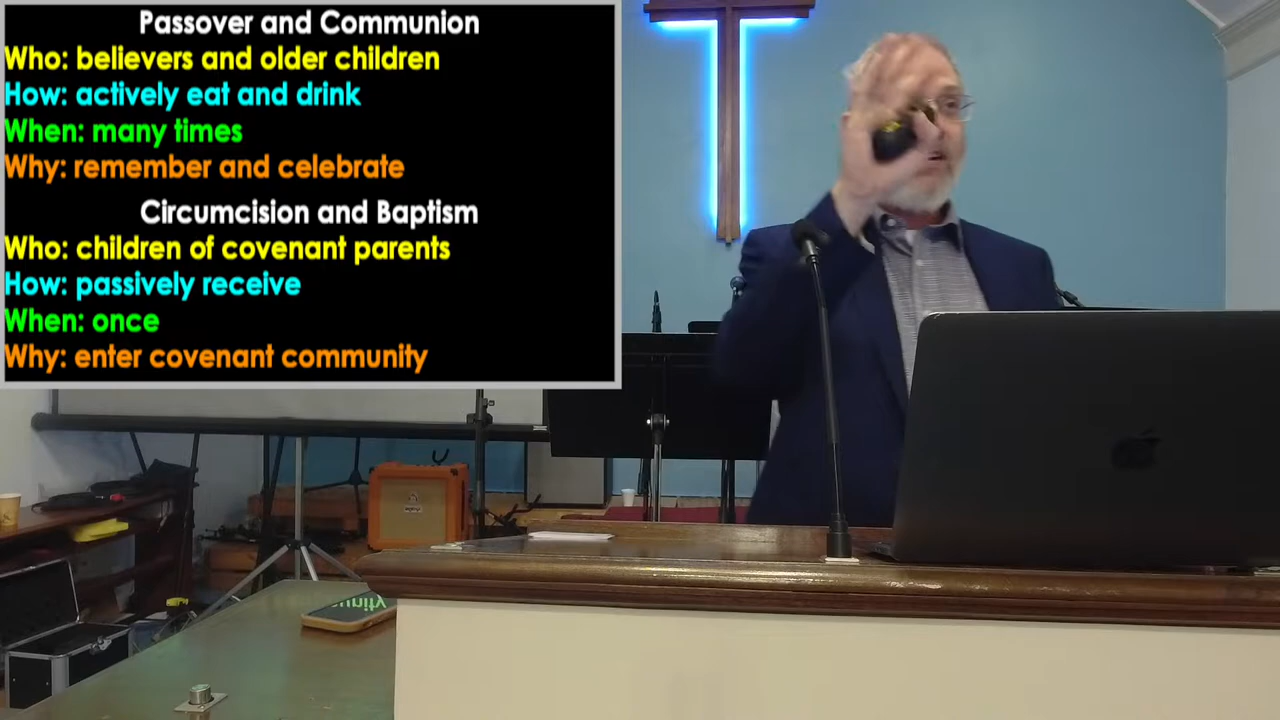 Passover and Communion
Who: believers and older children
How: actively eat and drink
When: many times
Why: remember and celebrate
Circumcision and Baptism
Who: children of covenant parents
How: passively receive
When: once
Why: enter covenant community